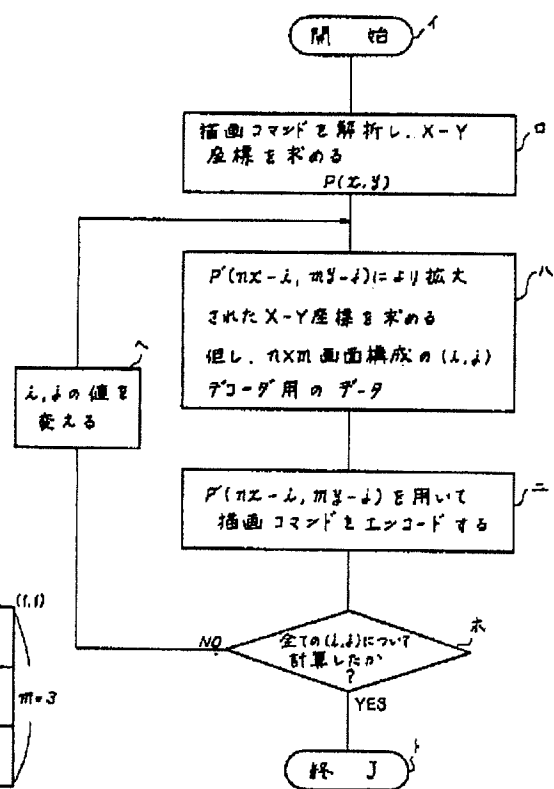 開始
イ
描画コマンドを解析し、X-Y
座標を求める
P(x,y)
ロ
P'(nx-i, my-j)により拡大
されたX-Y座標を求める
但し、n×m画面構成の(i,j)
デコーダ用のデータ
ハ
i,jの値を
変える
ヘ
P'(nx-i, my-j)を用いて
描画コマンドをエンコードする
ニ
全ての(i,j)について
計算したか
?
ホ
NO
YES
終了
ト
(1,1)
m=3